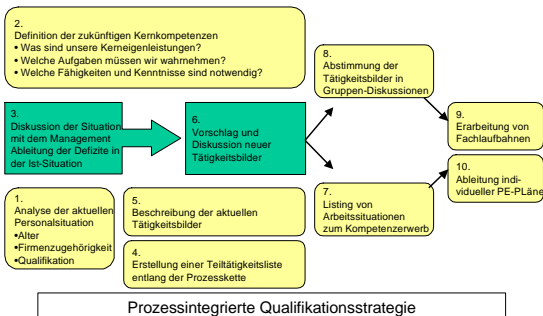 2.
Definition der zukünftigen Kernkompetenzen
• Was sind unsere Kerneigenleistungen?
• Welche Aufgaben müssen wir wahrnehmen?
• Welche Fähigkeiten und Kenntnisse sind notwendig?
8.
Abstimmung der
Tätigkeitsbilder in
Gruppen-Diskussionen
3.
Diskussion der Situation
mit dem Management
Ableitung der Defizite in
der Ist-Situation
6.
Vorschlag und
Diskussion neuer
Tätigkeitsbilder
9.
Erarbeitung von
Fachlaufbahnen
10.
Ableitung indi-
vidueller PE-PLäne
1.
Analyse der aktuellen
Personalsituation
•Alter
•Firmenzugehörigkeit
•Qualifikation
5.
Beschreibung der aktuellen
Tätigkeitsbilder
7.
Listing von
Arbeitssituationen
zum Kompetenzerwerb
4.
Erstellung einer Teiltätigkeitsliste
entlang der Prozesskette
Prozessintegrierte Qualifikationsstrategie